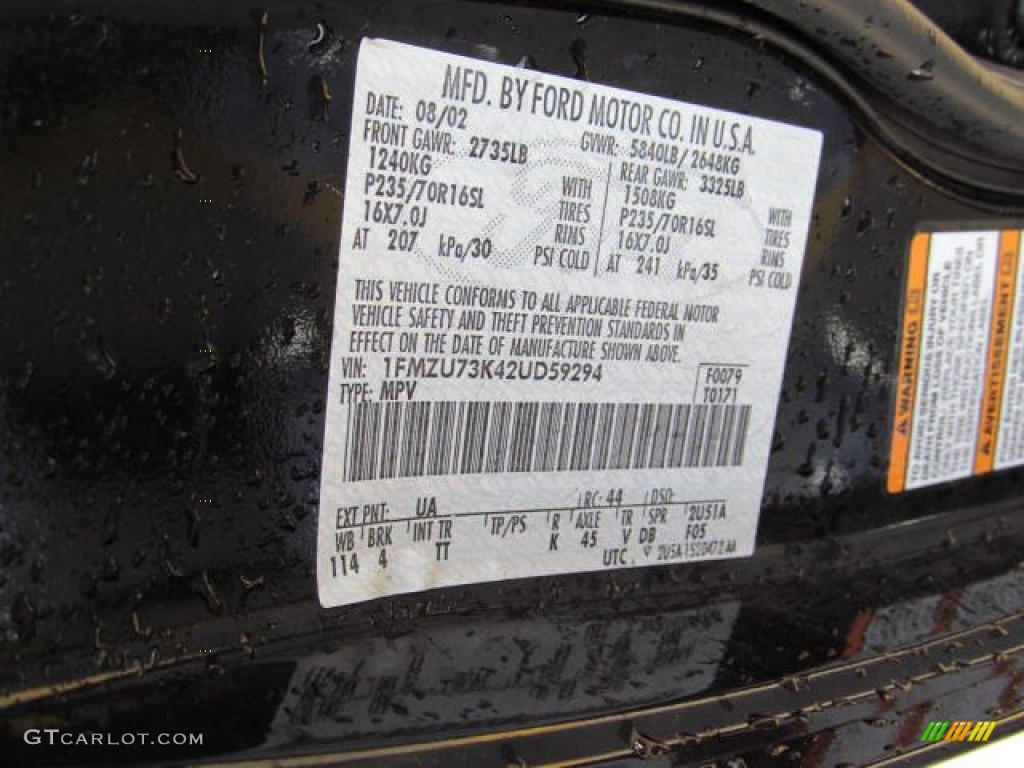 MFD. BY FORD MOTOR CO. IN U.S.A.
DATE: 08/02 GVWR: 5840LB/2648KG
FRONT GAWR: 2735LB REAR GAWR: 3325LB
1240KG WITH 1508KG WITH
P235/70R16SL TIRES P235/70R16SL TIRES
16X7.0J RIMS 16X7.0J RIMS
AT 207 kPa/30 PSI COLD AT 241 kPa/35 PSI COLD
THIS VEHICLE CONFORMS TO ALL APPLICABLE FEDERAL MOTOR
VEHICLE SAFETY AND THEFT PREVENTION STANDARDS IN
EFFECT ON THE DATE OF MANUFACTURE SHOWN ABOVE.
VIN: 1FMZU73K42UD59294 F0079
TYPE: MPV T0171
EXT PNT: UA RC: 44 DSO:
WB BRK INT TR TP/PS R AXLE TR SPR 2U51A
114 4 TT K 45 V DB F05
UTC
WARNING
AVERTISSEMENT
GTCARLOT.COM